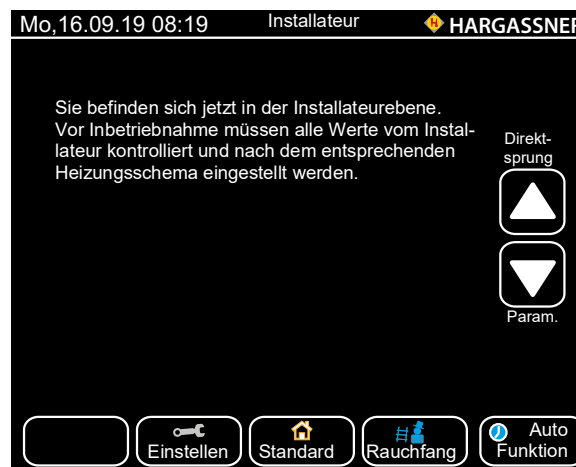 Mo,16.09.19 08:19 Installateur HARGASSNER
Sie befinden sich jetzt in der Installateurebene.
Vor Inbetriebnahme müssen alle Werte vom Instal-
lateur kontrolliert und nach dem entsprechenden
Heizungsschema eingestellt werden.
Direkt-
sprung
Param.
Einstellen
Standard
Rauchfang
Auto
Funktion